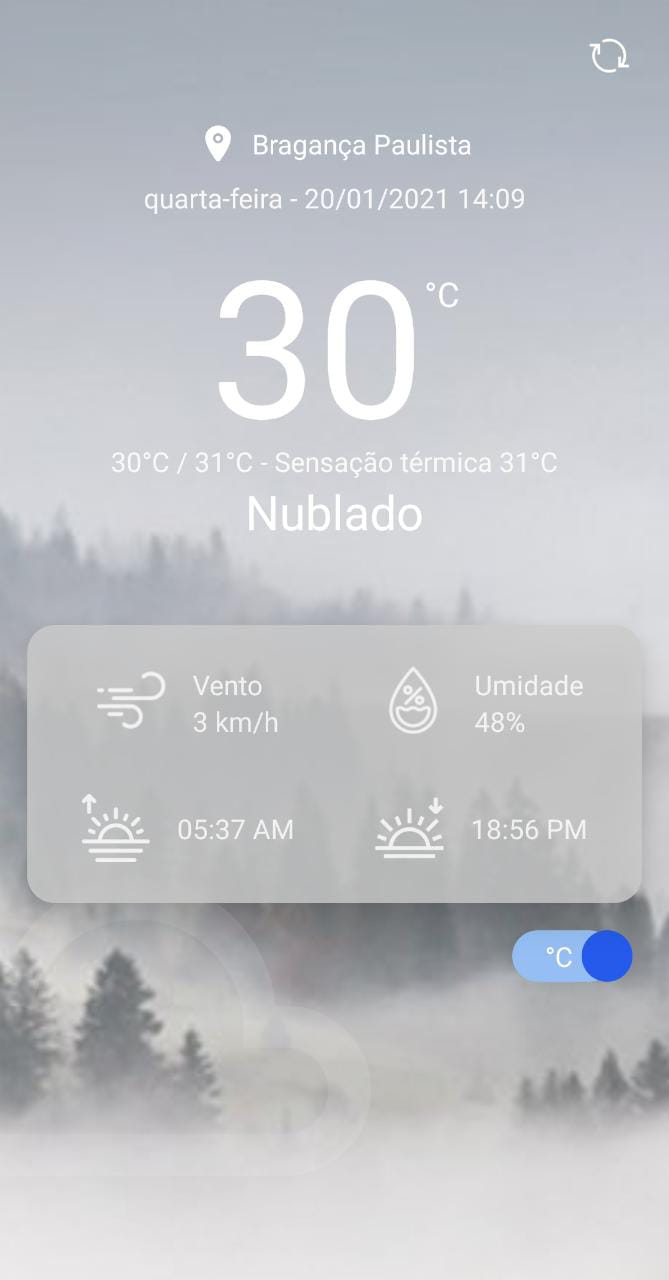 Bragança Paulista
quarta-feira - 20/01/2021 14:09
30 °C
30°C / 31°C - Sensação térmica 31°C
Nublado
Vento
3 km/h
Umidade
48%
05:37 AM
18:56 PM
°C